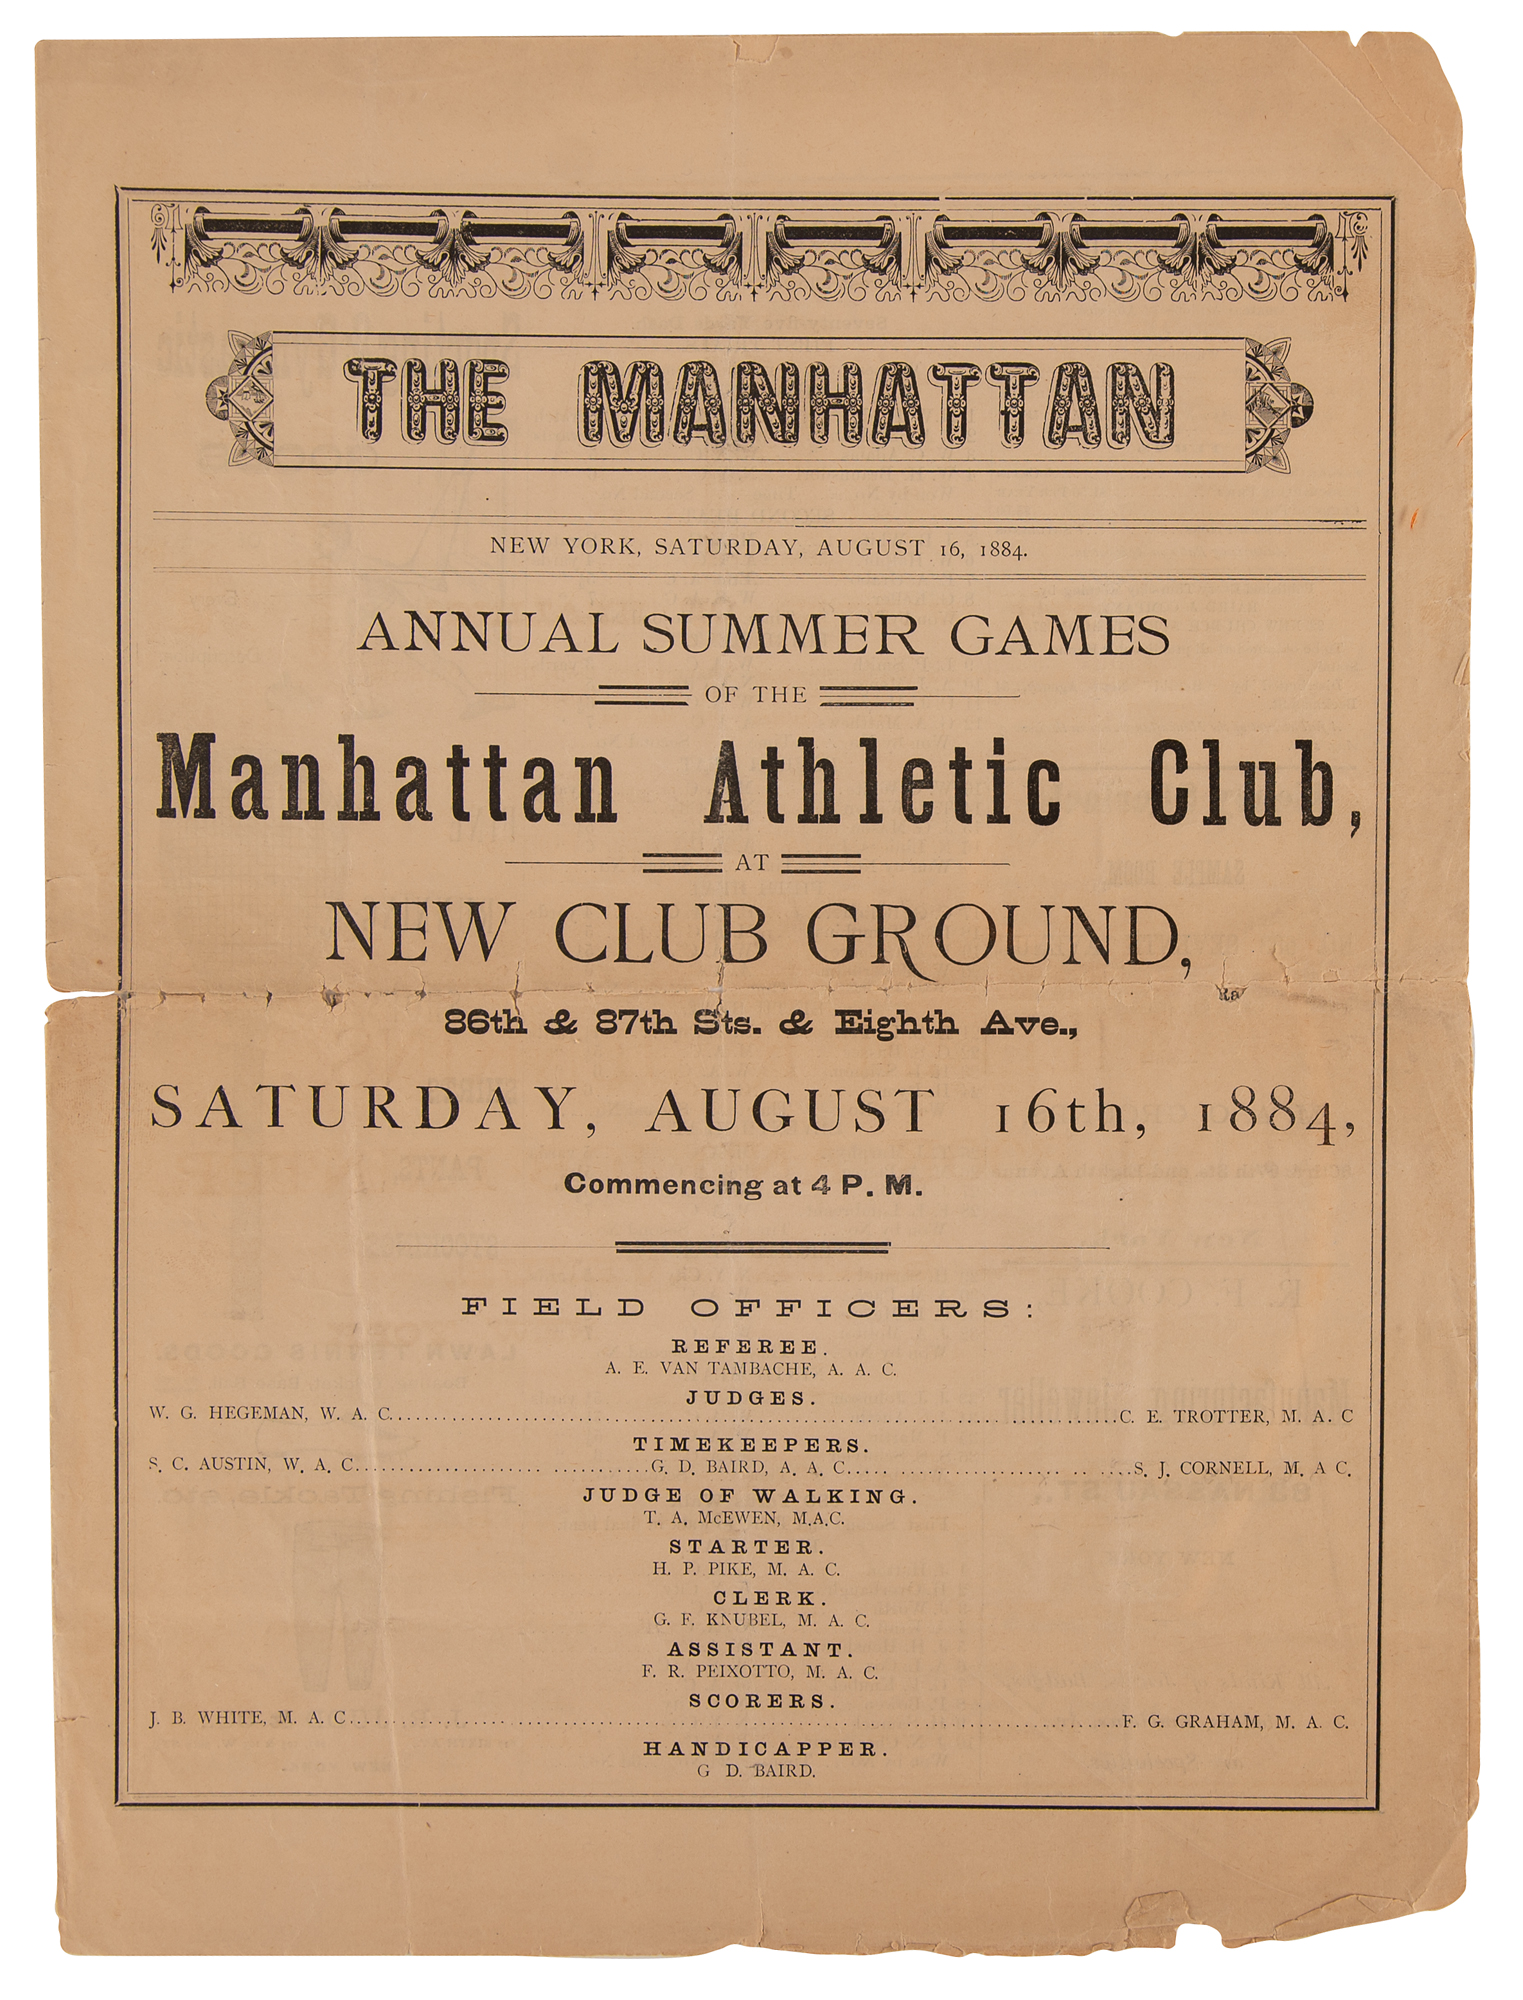 THE MANHATTAN
NEW YORK, SATURDAY, AUGUST 16, 1884.
ANNUAL SUMMER GAMES
OF THE
Manhattan Athletic Club,
AT
NEW CLUB GROUND,
86th & 87th Sts. & Eighth Ave.,
SATURDAY, AUGUST 16th, 1884,
Commencing at 4 P. M.
FIELD OFFICERS:
REFEREE.
A. E. VAN TAMBACHE, A. A. C.
JUDGES.
W. G. HEGEMAN, W. A. C. C. E. TROTTER, M. A. C
TIMEKEEPERS.
S. C. AUSTIN, W. A. C. G. D. BAIRD, A. A. C. S. J. CORNELL, M. A C.
JUDGE OF WALKING.
T. A. McEWEN, M.A.C.
STARTER.
H. P. PIKE, M. A. C.
CLERK.
G. F. KNUBEL, M. A. C.
ASSISTANT.
F. R. PEIXOTTO, M. A. C.
SCORERS.
J. B. WHITE, M. A. C. F. G. GRAHAM, M. A. C.
HANDICAPPER.
G D. BAIRD.